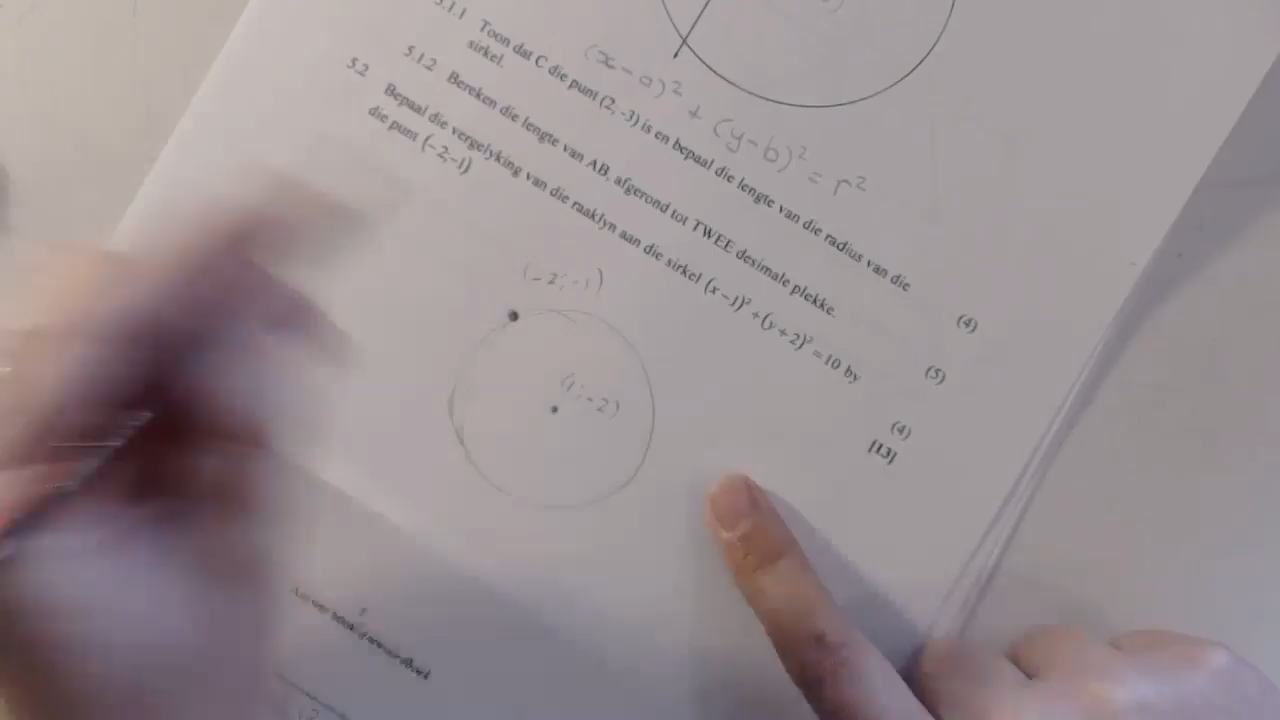 5.1.1 Toon dat C die punt (2, -3) is en bepaal die lengte van die radius van die
sirkel.
(4)
(x-a)² + (y-b)² = r²
5.1.2 Bereken die lengte van AB, afgerond tot TWEE desimale plekke.
(5)
5.2 Bepaal die vergelyking van die raaklyn aan die sirkel (x-1)² + (y+2)² = 10 by
die punt (-2;-1)
(4)
[13]
(-2;-1)
(1;-2)